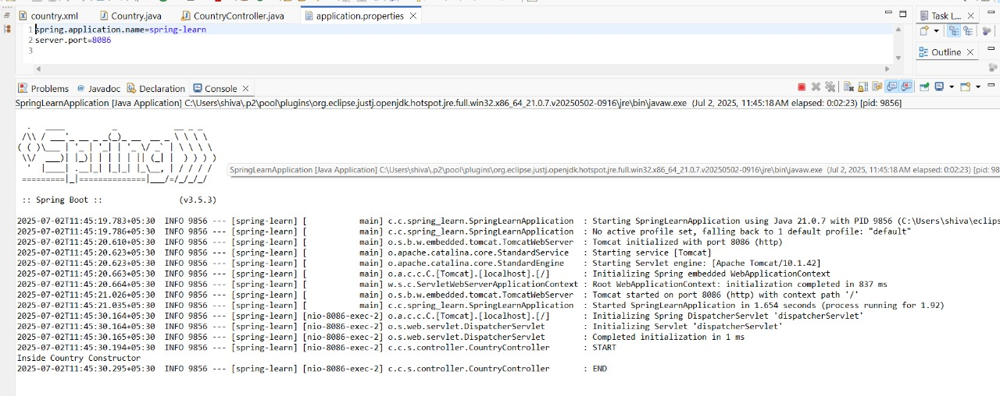 country.xml Country.java CountryController.java application.properties Task L...
1 spring.application.name=spring-learn
2 server.port=8086
3
Outline
Problems @ Javadoc Declaration Console
SpringLearnApplication [Java Application] C:\Users\shiva\.p2\pool\plugins\org.eclipse.justj.openjdk.hotspot.jre.full.win32.x86_64_21.0.7.v20250502-0916\jre\bin\javaw.exe (Jul 2, 2025, 11:45:18 AM elapsed: 0:02:23) [pid: 9856]
Spring
SpringLearnApplication [Java Application] C:\Users\shiva\.p2\pool\plugins\org.eclipse.justj.openjdk.hotspot.jre.full.win32.x86_64_21.0.7.v20250502-0916\jre\bin\javaw.exe (Jul 2, 2025, 11:45:18 AM elapsed: 0:02:23) [pid: 98
:: Spring Boot :: (v3.5.3)
2025-07-02T11:45:19.783+05:30 INFO 9856 --- [spring-learn] [ main] c.c.spring_learn.SpringLearnApplication : Starting SpringLearnApplication using Java 21.0.7 with PID 9856 (C:\Users\shiva\eclips
2025-07-02T11:45:19.786+05:30 INFO 9856 --- [spring-learn] [ main] c.c.spring_learn.SpringLearnApplication : No active profile set, falling back to 1 default profile: "default"
2025-07-02T11:45:20.610+05:30 INFO 9856 --- [spring-learn] [ main] o.s.b.w.embedded.tomcat.TomcatWebServer : Tomcat initialized with port 8086 (http)
2025-07-02T11:45:20.623+05:30 INFO 9856 --- [spring-learn] [ main] o.apache.catalina.core.StandardService : Starting service [Tomcat]
2025-07-02T11:45:20.623+05:30 INFO 9856 --- [spring-learn] [ main] o.apache.catalina.core.StandardEngine : Starting Servlet engine: [Apache Tomcat/10.1.42]
2025-07-02T11:45:20.663+05:30 INFO 9856 --- [spring-learn] [ main] o.a.c.c.C.[Tomcat].[localhost].[/] : Initializing Spring embedded WebApplicationContext
2025-07-02T11:45:20.664+05:30 INFO 9856 --- [spring-learn] [ main] w.s.c.ServletWebServerApplicationContext : Root WebApplicationContext: initialization completed in 837 ms
2025-07-02T11:45:21.026+05:30 INFO 9856 --- [spring-learn] [ main] o.s.b.w.embedded.tomcat.TomcatWebServer : Tomcat started on port 8086 (http) with context path '/'
2025-07-02T11:45:21.035+05:30 INFO 9856 --- [spring-learn] [ main] c.c.spring_learn.SpringLearnApplication : Started SpringLearnApplication in 1.654 seconds (process running for 1.92)
2025-07-02T11:45:30.164+05:30 INFO 9856 --- [spring-learn] [nio-8086-exec-2] o.a.c.c.C.[Tomcat].[localhost].[/] : Initializing Spring DispatcherServlet 'dispatcherServlet'
2025-07-02T11:45:30.164+05:30 INFO 9856 --- [spring-learn] [nio-8086-exec-2] o.s.web.servlet.DispatcherServlet : Initializing Servlet 'dispatcherServlet'
2025-07-02T11:45:30.165+05:30 INFO 9856 --- [spring-learn] [nio-8086-exec-2] o.s.web.servlet.DispatcherServlet : Completed initialization in 1 ms
2025-07-02T11:45:30.194+05:30 INFO 9856 --- [spring-learn] [nio-8086-exec-2] c.c.s.controller.CountryController : START
Inside Country Constructor
2025-07-02T11:45:30.295+05:30 INFO 9856 --- [spring-learn] [nio-8086-exec-2] c.c.s.controller.CountryController : END